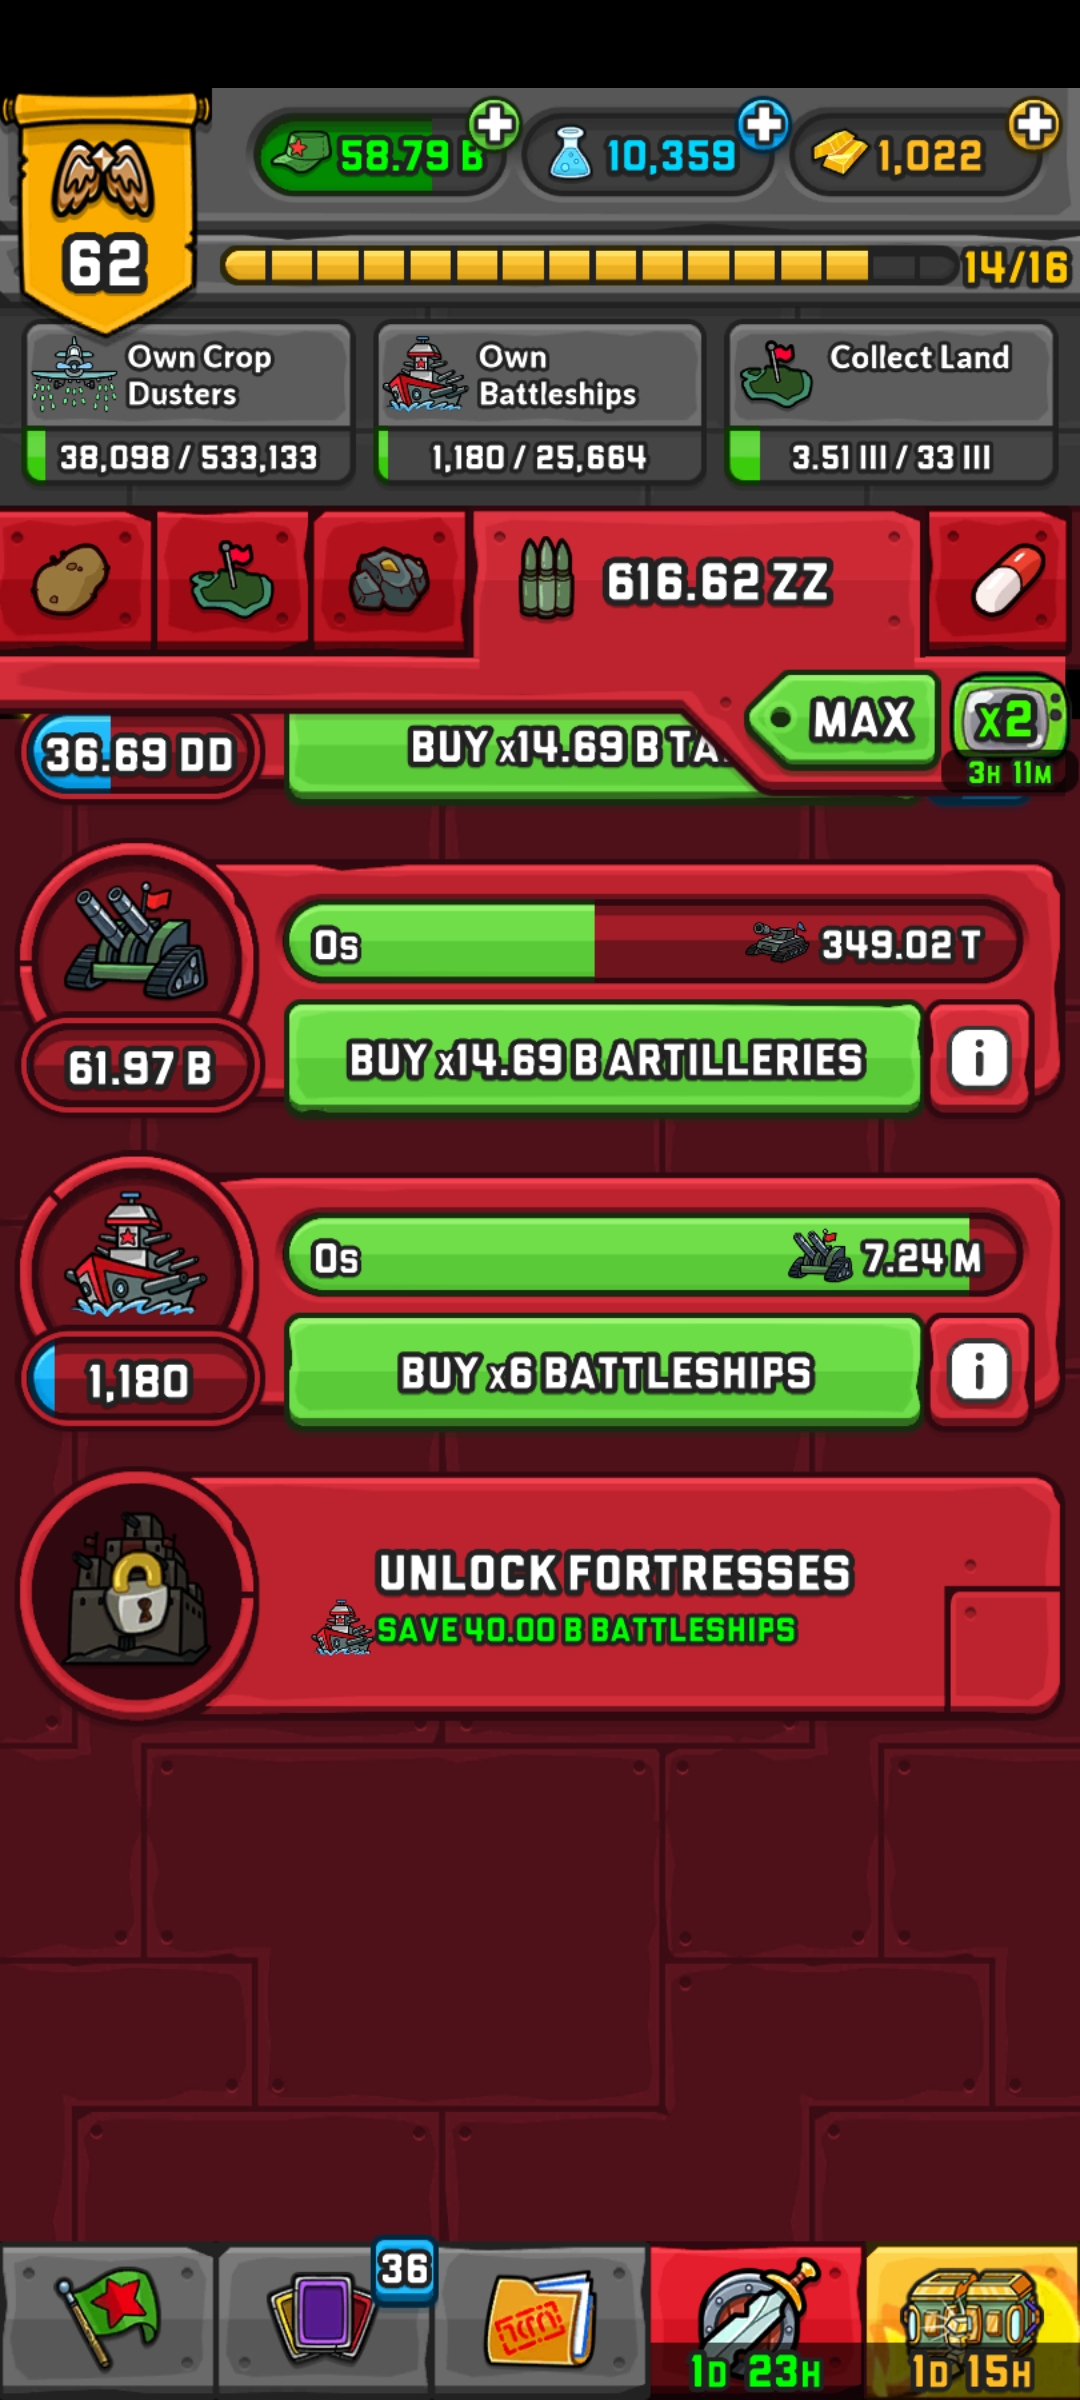 58.79 B
10,359
1,022
62
14/16
Own Crop
Dusters
38,098 / 533,133
Own
Battleships
1,180 / 25,664
Collect Land
3.51 III / 33 III
616.62 ZZ
MAX
x2
3H 11M
36.69 DD
BUY x14.69 B TA
0s
349.02 T
61.97 B
BUY x14.69 B ARTILLERIES
i
0s
7.24 M
1,180
BUY x6 BATTLESHIPS
i
UNLOCK FORTRESSES
SAVE 40.00 B BATTLESHIPS
36
1D 23H
1D 15H